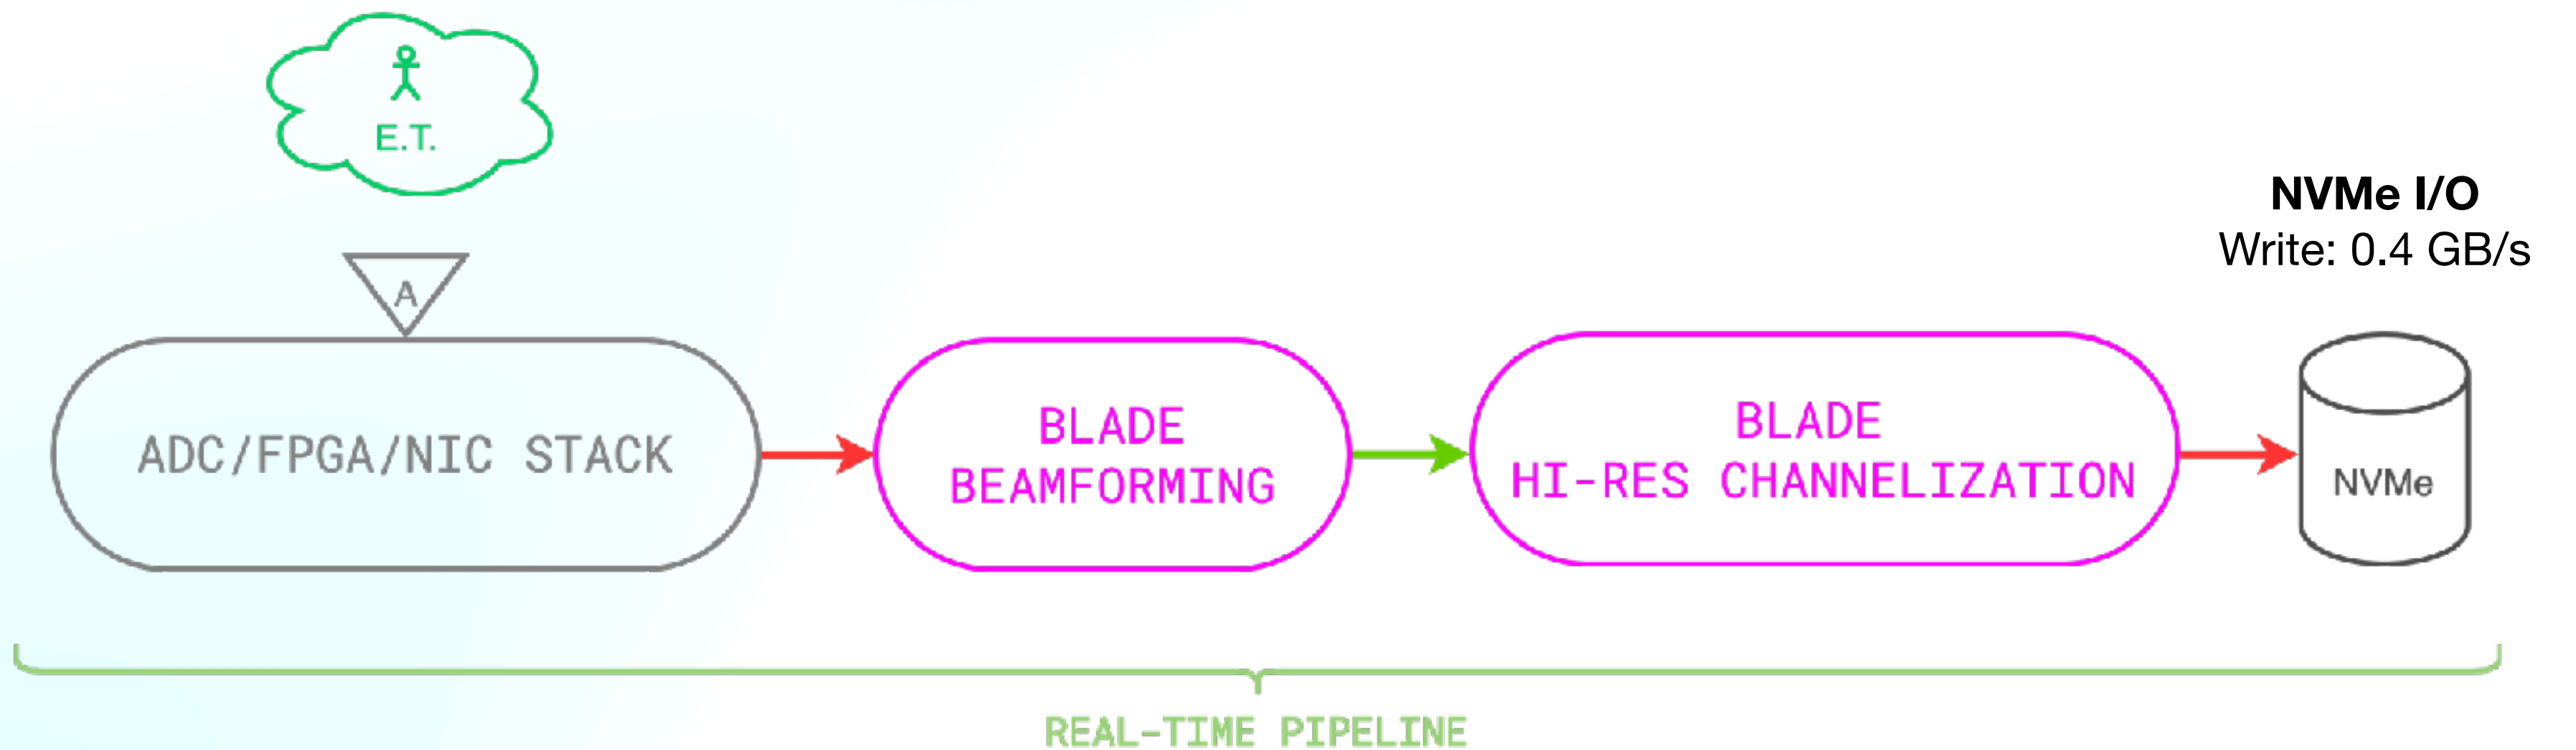 E.T.
A
NVMe I/O
Write: 0.4 GB/s
ADC/FPGA/NIC STACK
BLADE
BEAMFORMING
BLADE
HI-RES CHANNELIZATION
NVMe
REAL-TIME PIPELINE